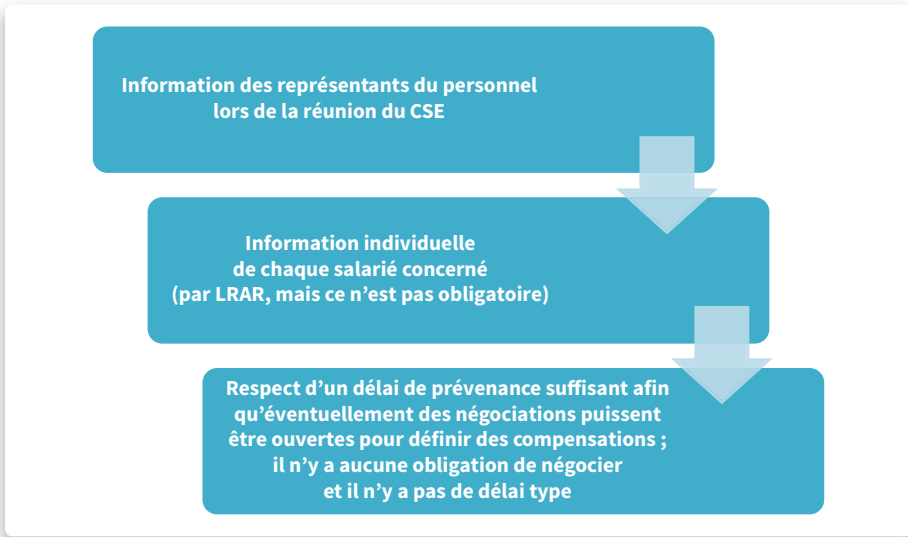 Information des représentants du personnel
lors de la réunion du CSE
Information individuelle
de chaque salarié concerné
(par LRAR, mais ce n’est pas obligatoire)
Respect d’un délai de prévenance suffisant afin
qu’éventuellement des négociations puissent
être ouvertes pour définir des compensations ;
il n’y a aucune obligation de négocier
et il n’y a pas de délai type